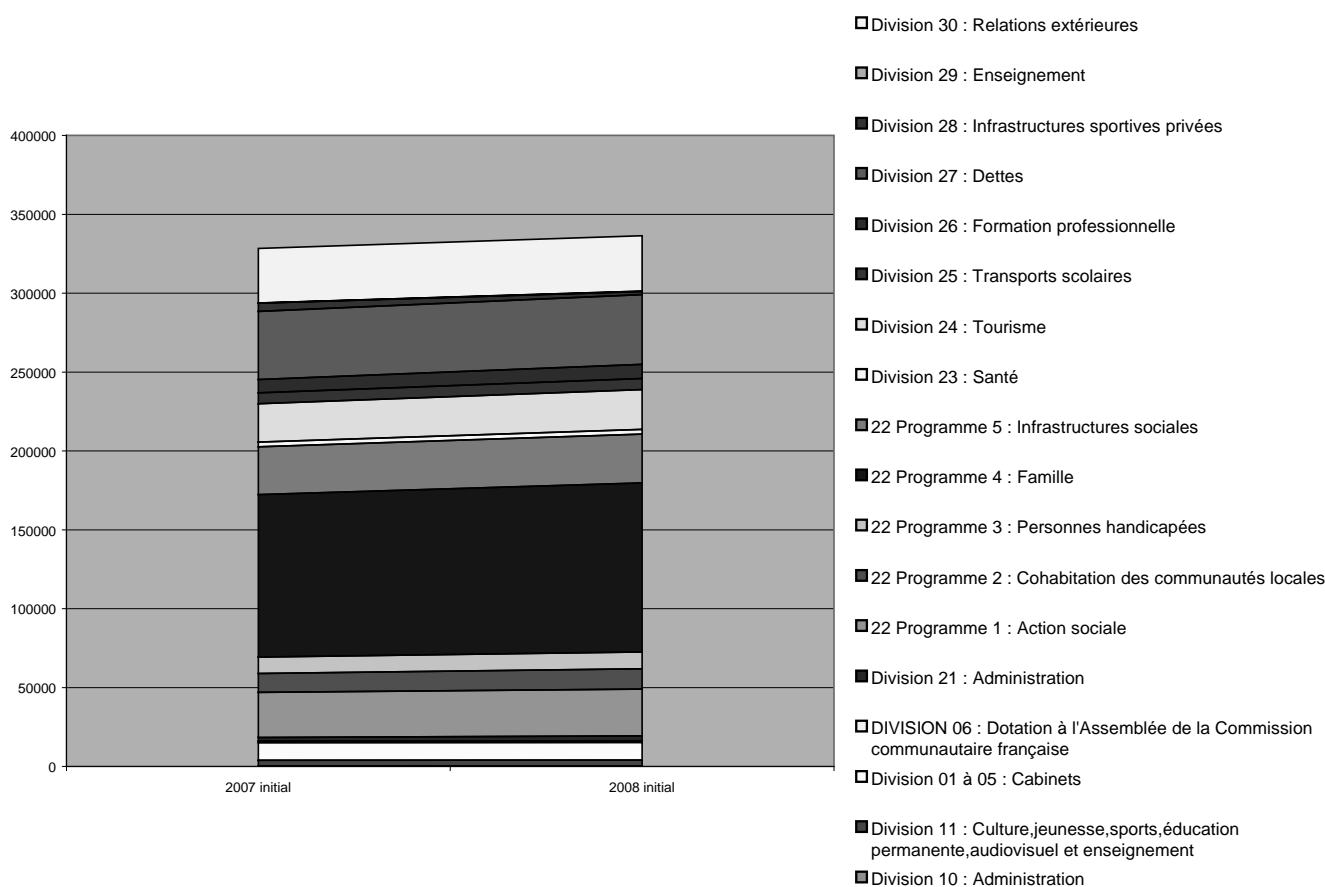 Division 30 : Relations extérieures
Division 29 : Enseignement
Division 28 : Infrastructures sportives privées
Division 27 : Dettes
Division 26 : Formation professionnelle
Division 25 : Transports scolaires
Division 24 : Tourisme
Division 23 : Santé
22 Programme 5 : Infrastructures sociales
22 Programme 4 : Famille
22 Programme 3 : Personnes handicapées
22 Programme 2 : Cohabitation des communautés locales
22 Programme 1 : Action sociale
Division 21 : Administration
DIVISION 06 : Dotation à l'Assemblée de la Commission
communautaire française
Division 01 à 05 : Cabinets
Division 11 : Culture,jeunesse,sports,éducation
permanente,audiovisuel et enseignement
Division 10 : Administration
400000
350000
300000
250000
200000
150000
100000
50000
0
2007 initial
2008 initial